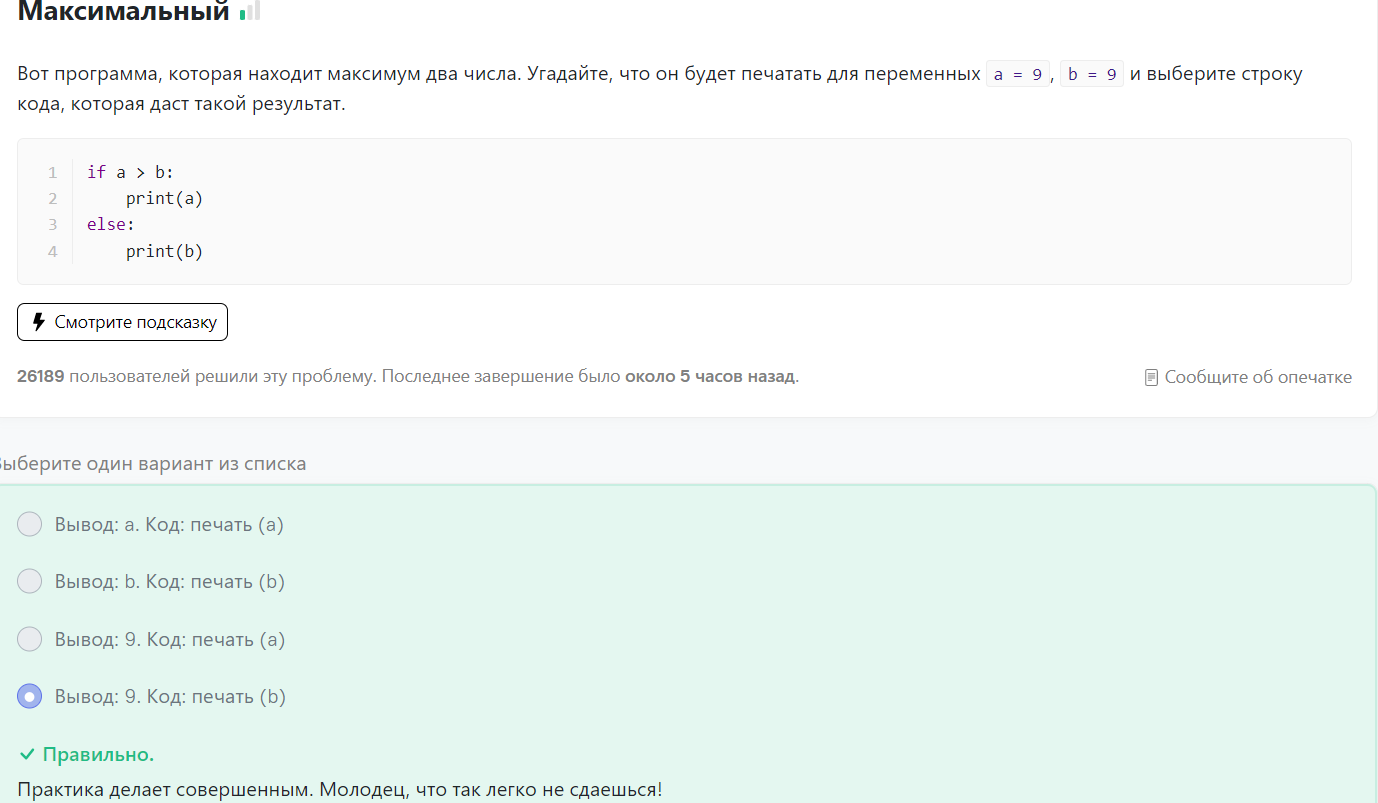 Максимальный
Вот программа, которая находит максимум два числа. Угадайте, что он будет печатать для переменных a = 9, b = 9 и выберите строку
кода, которая даст такой результат.
1 if a > b:
2     print(a)
3 else:
4     print(b)
Смотрите подсказку
26189 пользователей решили эту проблему. Последнее завершение было около 5 часов назад.
Сообщите об опечатке
Выберите один вариант из списка
Вывод: a. Код: печать (a)
Вывод: b. Код: печать (b)
Вывод: 9. Код: печать (a)
Вывод: 9. Код: печать (b)
Правильно.
Практика делает совершенным. Молодец, что так легко не сдаешься!